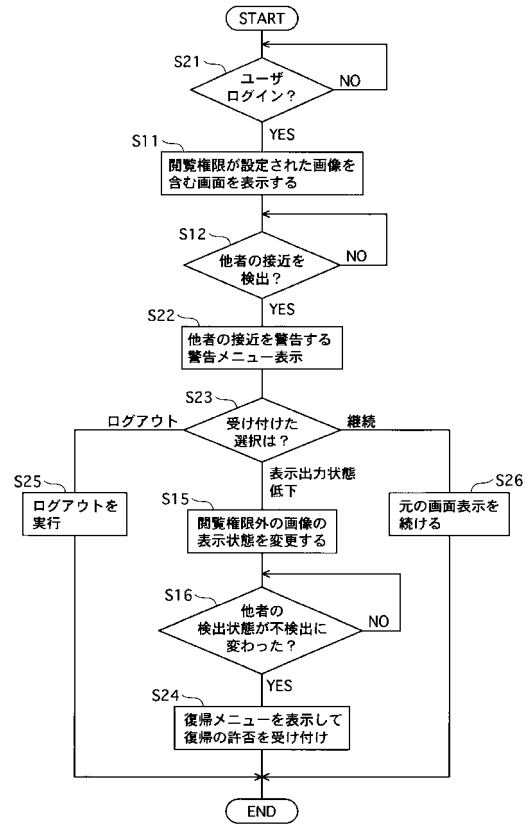 START
S21
ユーザ
ログイン？
NO
YES
S11
閲覧権限が設定された画像を
含む画面を表示する
S12
他者の接近を
検出？
NO
YES
S22
他者の接近を警告する
警告メニュー表示
S23
ログアウト
受け付けた
選択は？
継続
表示出力状態
低下
S25
ログアウトを
実行
S15
閲覧権限外の画像の
表示状態を変更する
S26
元の画面表示を
続ける
S16
他者の
検出状態が不検出に
変わった？
NO
YES
S24
復帰メニューを表示して
復帰の許否を受け付け
END